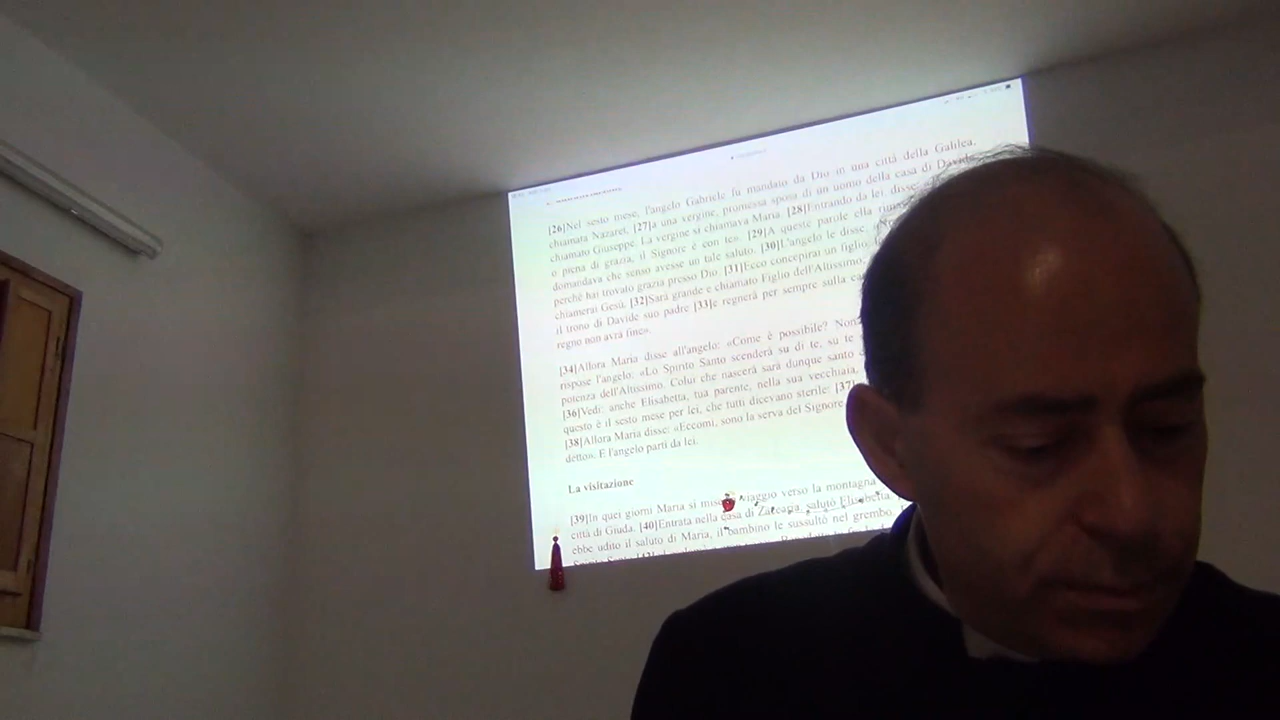 [26]Nel sesto mese, l'angelo Gabriele fu mandato da Dio in una città della Galilea,
chiamata Nazaret, [27]a una vergine, promessa sposa di un uomo della casa di Davide,
chiamato Giuseppe. La vergine si chiamava Maria. [28]Entrando da lei, disse:
o piena di grazia, il Signore è con te». [29]A queste parole ella
domandava che senso avesse un tale saluto. [30]L'angelo le disse:
perché hai trovato grazia presso Dio. [31]Ecco concepirai un figlio,
chiamerai Gesù. [32]Sarà grande e chiamato Figlio dell'Altissimo;
il trono di Davide suo padre [33]e regnerà per sempre sulla
regno non avrà fine».
[34]Allora Maria disse all'angelo: «Come è possibile? Non
rispose l'angelo: «Lo Spirito Santo scenderà su di te, su te
potenza dell'Altissimo. Colui che nascerà sarà dunque santo
[36]Vedi: anche Elisabetta, tua parente, nella sua vecchiaia,
questo è il sesto mese per lei, che tutti dicevano sterile: [37]
[38]Allora Maria disse: «Eccomi, sono la serva del Signore
detto». E l'angelo partì da lei.
La visitazione
[39]In quei giorni Maria si mise viaggio verso la montagna
città di Giuda. [40]Entrata nella casa di Zaccaria, salutò Elisabetta.
ebbe udito il saluto di Maria, il bambino le sussultò nel grembo.